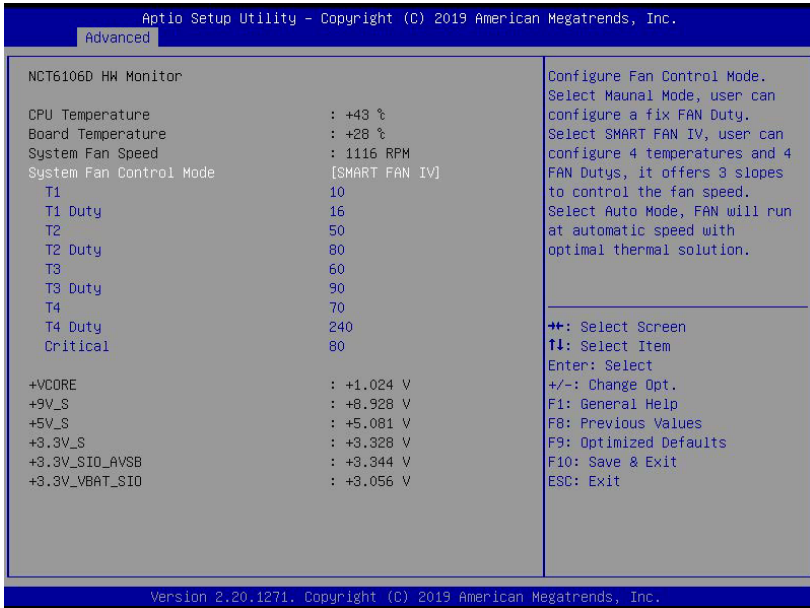 Aptio Setup Utility – Copyright (C) 2019 American Megatrends, Inc.
Advanced
NCT6106D HW Monitor
CPU Temperature : +43 ℃
Board Temperature : +28 ℃
System Fan Speed : 1116 RPM
System Fan Control Mode [SMART FAN IV]
T1 10
T1 Duty 16
T2 50
T2 Duty 80
T3 60
T3 Duty 90
T4 70
T4 Duty 240
Critical 80
+VCORE : +1.024 V
+9V_S : +8.928 V
+5V_S : +5.081 V
+3.3V_S : +3.328 V
+3.3V_SIO_AVSB : +3.344 V
+3.3V_VBAT_SIO : +3.056 V
Configure Fan Control Mode.
Select Maunal Mode, user can
configure a fix FAN Duty.
Select SMART FAN IV, user can
configure 4 temperatures and 4
FAN Dutys, it offers 3 slopes
to control the fan speed.
Select Auto Mode, FAN will run
at automatic speed with
optimal thermal solution.
→←: Select Screen
↑↓: Select Item
Enter: Select
+/-: Change Opt.
F1: General Help
F8: Previous Values
F9: Optimized Defaults
F10: Save & Exit
ESC: Exit
Version 2.20.1271. Copyright (C) 2019 American Megatrends, Inc.